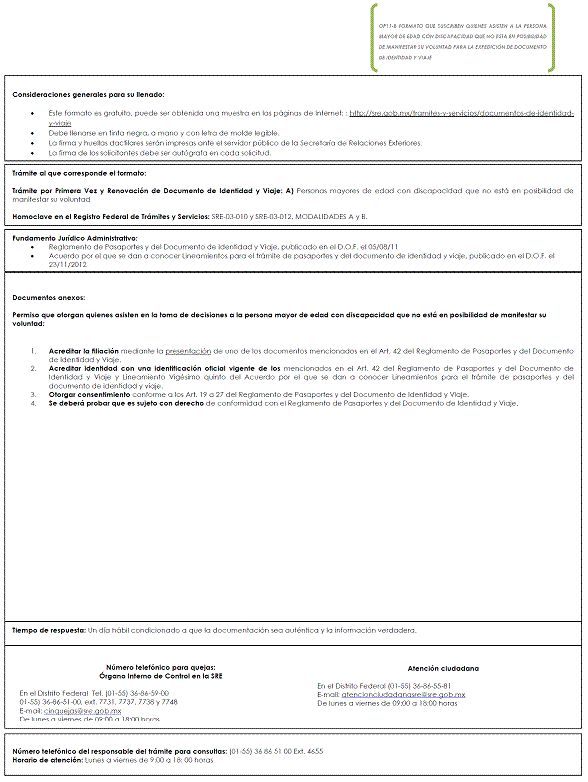 OP11-B FORMATO QUE SUSCRIBEN QUIENES ASISTEN A LA PERSONA
MAYOR DE EDAD CON DISCAPACIDAD QUE NO ESTÁ EN POSIBILIDAD
DE MANIFESTAR SU VOLUNTAD PARA LA EXPEDICIÓN DE DOCUMENTO
DE IDENTIDAD Y VIAJE
Consideraciones generales para su llenado:
• Este formato es gratuito, puede ser obtenida una muestra en las páginas de Internet: : http://sre.gob.mx/tramites-y-servicios/documentos-de-identidad-
y-viaje
• Debe llenarse en tinta negra, a mano y con letra de molde legible.
• La firma y huellas dactilares serán impresas ante el servidor público de la Secretaría de Relaciones Exteriores.
• La firma de los solicitantes debe ser autógrafa en cada solicitud.
Trámite al que corresponde el formato:
Trámite por Primera Vez y Renovación de Documento de Identidad y Viaje: A) Personas mayores de edad con discapacidad que no está en posibilidad de
manifestar su voluntad
Homoclave en el Registro Federal de Trámites y Servicios: SRE-03-010 y SRE-03-012, MODALIDADES A y B.
Fundamento Jurídico Administrativo:
• Reglamento de Pasaportes y del Documento de Identidad y Viaje, publicado en el D.O.F. el 05/08/11
• Acuerdo por el que se dan a conocer Lineamientos para el trámite de pasaportes y del documento de identidad y viaje, publicado en el D.O.F. el
23/11/2012
Documentos anexos:
Permiso que otorgan quienes asisten en la toma de decisiones a la persona mayor de edad con discapacidad que no está en posibilidad de manifestar su
voluntad:
1. Acreditar la filiación mediante la presentación de uno de los documentos mencionados en el Art. 42 del Reglamento de Pasaportes y del Documento
de Identidad y Viaje.
2. Acreditar identidad con una identificación oficial vigente de los mencionados en el Art. 42 del Reglamento de Pasaportes y del Documento de
Identidad y Viaje y Lineamiento Vigésimo quinto del Acuerdo por el que se dan a conocer Lineamientos para el trámite de pasaportes y del
documento de identidad y viaje.
3. Otorgar consentimiento conforme a los Art. 19 a 27 del Reglamento de Pasaportes y del Documento de Identidad y Viaje.
4. Se deberá probar que es sujeto con derecho de conformidad con el Reglamento de Pasaportes y del Documento de Identidad y Viaje.
Tiempo de respuesta: Un día hábil condicionado a que la documentación sea auténtica y la información verdadera.
Número telefónico para quejas:
Órgano Interno de Control en la SRE
En el Distrito Federal Tel. (01-55) 36-86-59-00
01-55) 36-86-51-00, ext. 7731, 7737, 7738 y 7748
E-mail: cinquejas@sre.gob.mx
De lunes a viernes de 09:00 a 18:00 horas
Atención ciudadana
En el Distrito Federal (01-55) 36-86-55-81
E-mail: atencionciudadanasre@sre.gob.mx
De lunes a viernes de 09:00 a 18:00 horas
Número telefónico del responsable del trámite para consultas: (01-55) 36 86 51 00 Ext. 4655
Horario de atención: Lunes a viernes de 9:00 a 18: 00 horas